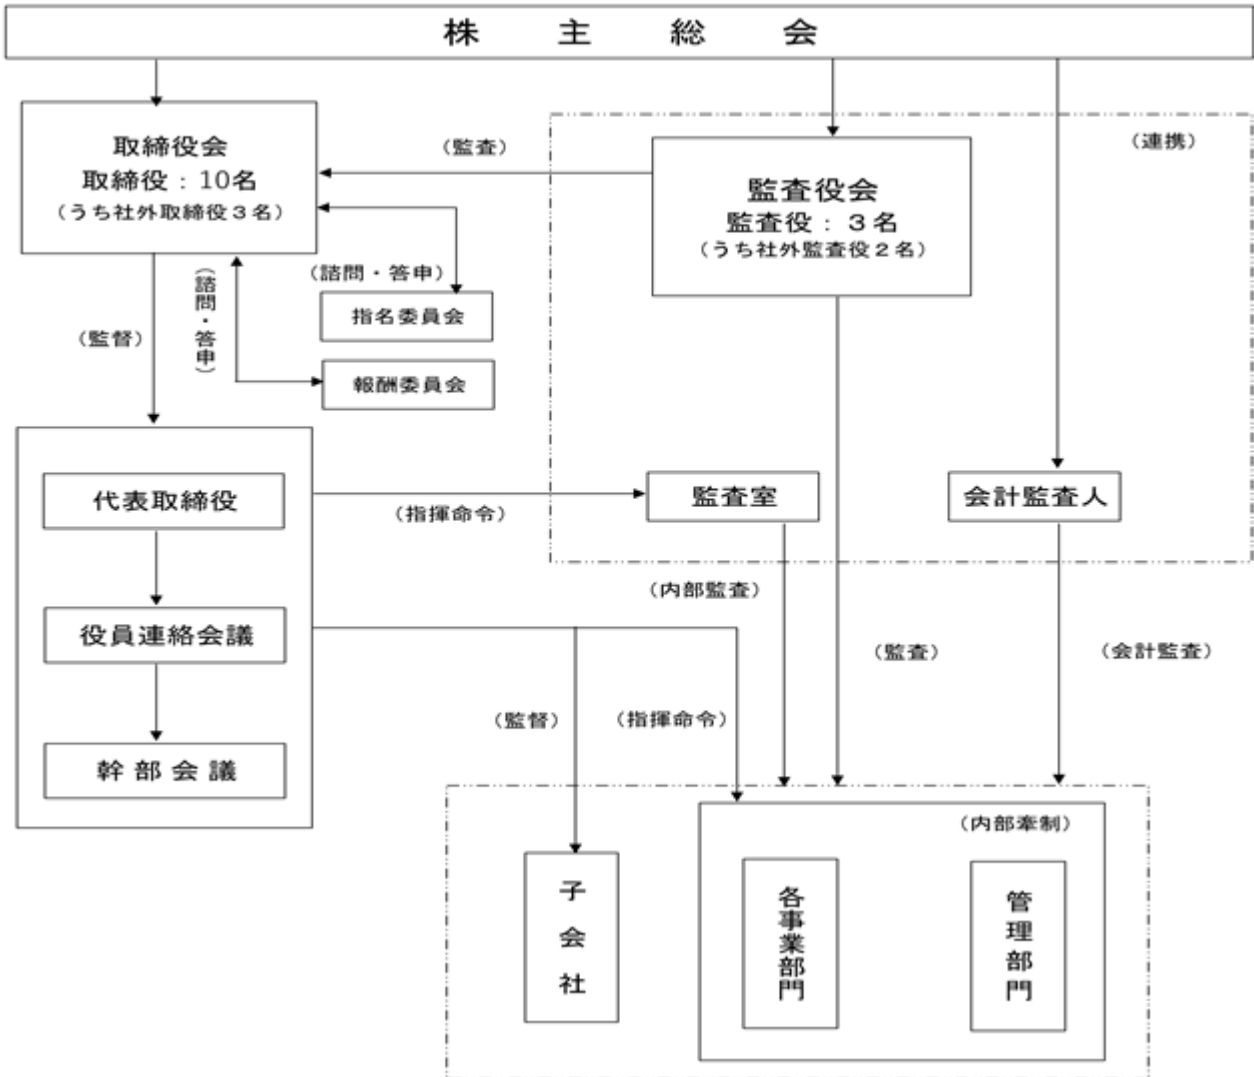 株主総会
取締役会
取締役：10名
（うち社外取締役３名）
（監査）
監査役会
監査役：３名
（うち社外監査役２名）
（連携）
（諮問・答申）
指名委員会
（諮問・答申）
報酬委員会
（監督）
代表取締役
役員連絡会議
幹部会議
（指揮命令）
監査室
会計監査人
（内部監査）
（監査）
（会計監査）
（監督）
（指揮命令）
（内部牽制）
子会社
各事業部門
管理部門